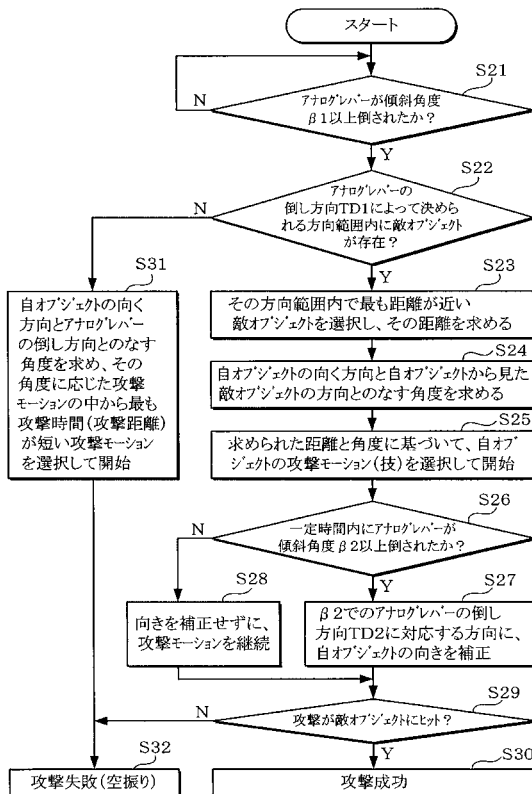 スタート
S21
アナログレバーが傾斜角度
β1以上倒されたか?
N
Y
S22
アナログレバーの
倒し方向TD1によって決めら
れる方向範囲内に敵オブジェクト
が存在?
N
Y
S31
自オブジェクトの向く
方向とアナログレバー
の倒し方向とのなす
角度を求め、その
角度に応じた攻撃
モーションの中から最も
攻撃時間(攻撃距離)
が短い攻撃モーション
を選択して開始
S23
その方向範囲内で最も距離が近い
敵オブジェクトを選択し、その距離を求める
S24
自オブジェクトの向く方向と自オブジェクトから見た
敵オブジェクトの方向とのなす角度を求める
S25
求められた距離と角度に基づいて、自オブ
ジェクトの攻撃モーション(技)を選択して開始
S26
一定時間内にアナログレバーが
傾斜角度β2以上倒されたか?
N
Y
S28
向きを補正せずに、
攻撃モーションを継続
S27
β2でのアナログレバーの倒し
方向TD2に対応する方向に、
自オブジェクトの向きを補正
S29
攻撃が敵オブジェクトにヒット?
N
Y
S32
攻撃失敗(空振り)
S30
攻撃成功